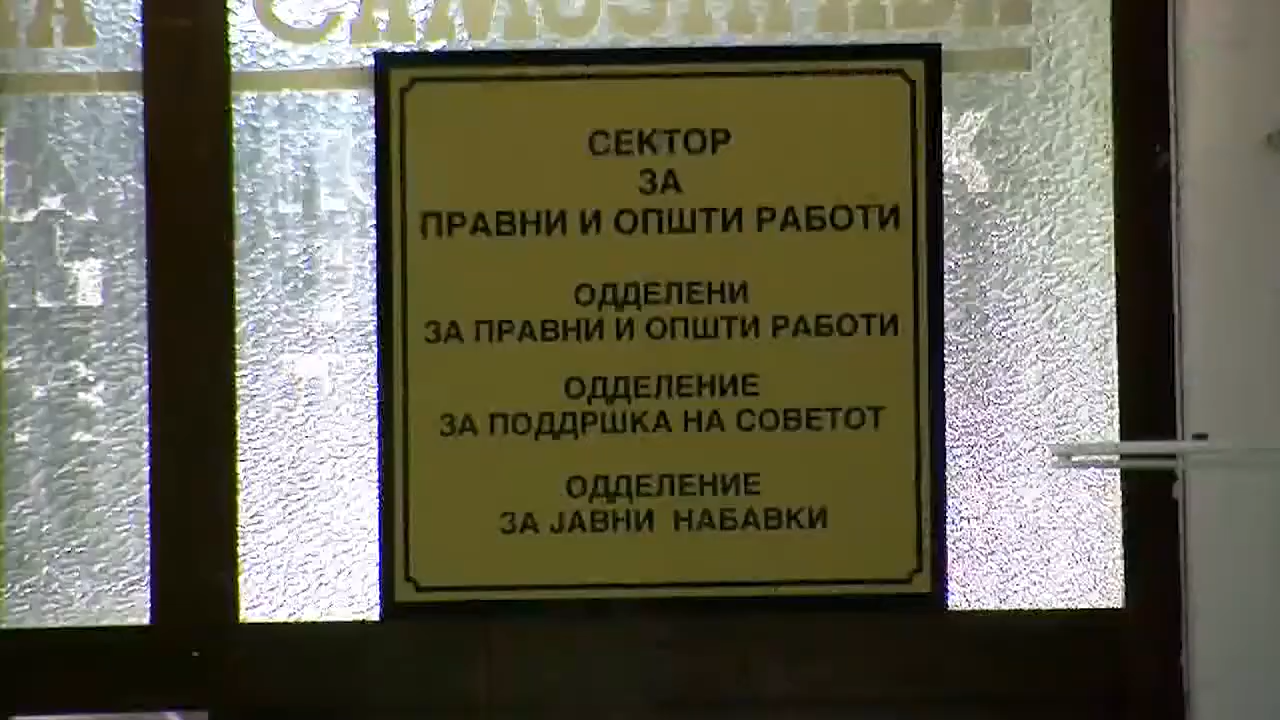 СЕКТОР
ЗА
ПРАВНИ И ОПШТИ РАБОТИ
ОДДЕЛЕНИ
ЗА ПРАВНИ И ОПШТИ РАБОТИ
ОДДЕЛЕНИЕ
ЗА ПОДДРШКА НА СОВЕТОТ
ОДДЕЛЕНИЕ
ЗА ЈАВНИ НАБАВКИ